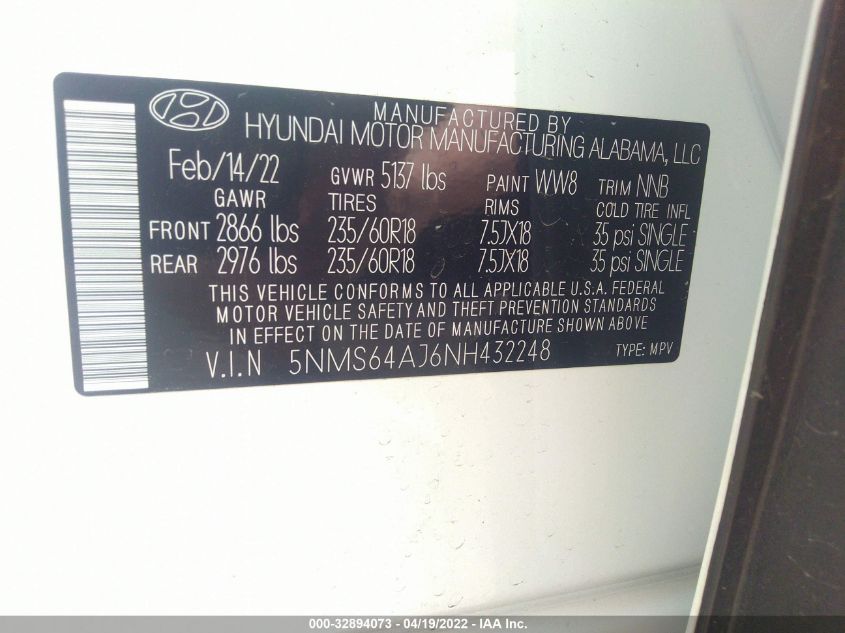 MANUFACTURED BY
HYUNDAI MOTOR MANUFACTURING ALABAMA, LLC
Feb/14/22 GVWR 5137 lbs PAINT WW8 TRIM NNB
GAWR TIRES RIMS COLD TIRE INFL
FRONT 2866 lbs 235/60R18 7.5JX18 35 psi SINGLE
REAR 2976 lbs 235/60R18 7.5JX18 35 psi SINGLE
THIS VEHICLE CONFORMS TO ALL APPLICABLE U.S.A. FEDERAL
MOTOR VEHICLE SAFETY AND THEFT PREVENTION STANDARDS
IN EFFECT ON THE DATE OF MANUFACTURE SHOWN ABOVE
V.I.N 5NMS64AJ6NH432248 TYPE: MPV
000-32894073 - 04/19/2022 - IAA Inc.